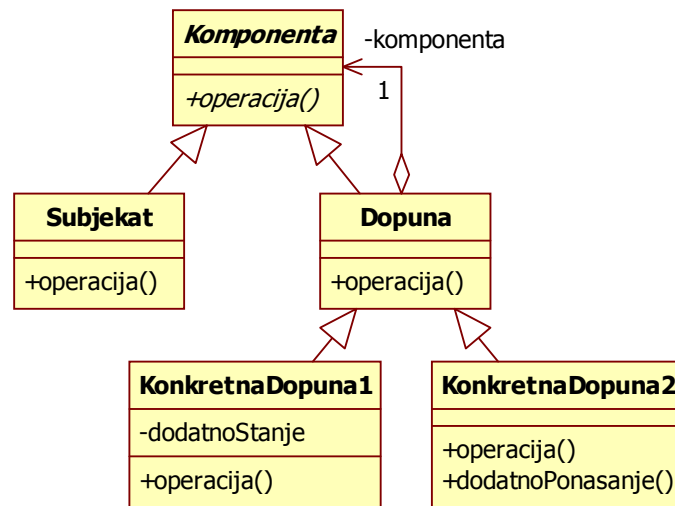 Komponenta
-komponenta
+operacija()
1
Subjekat
+operacija()
Dopuna
+operacija()
KonkretnaDopuna1
-dodatnoStanje
+operacija()
KonkretnaDopuna2
+operacija()
+dodatnoPonasanje()